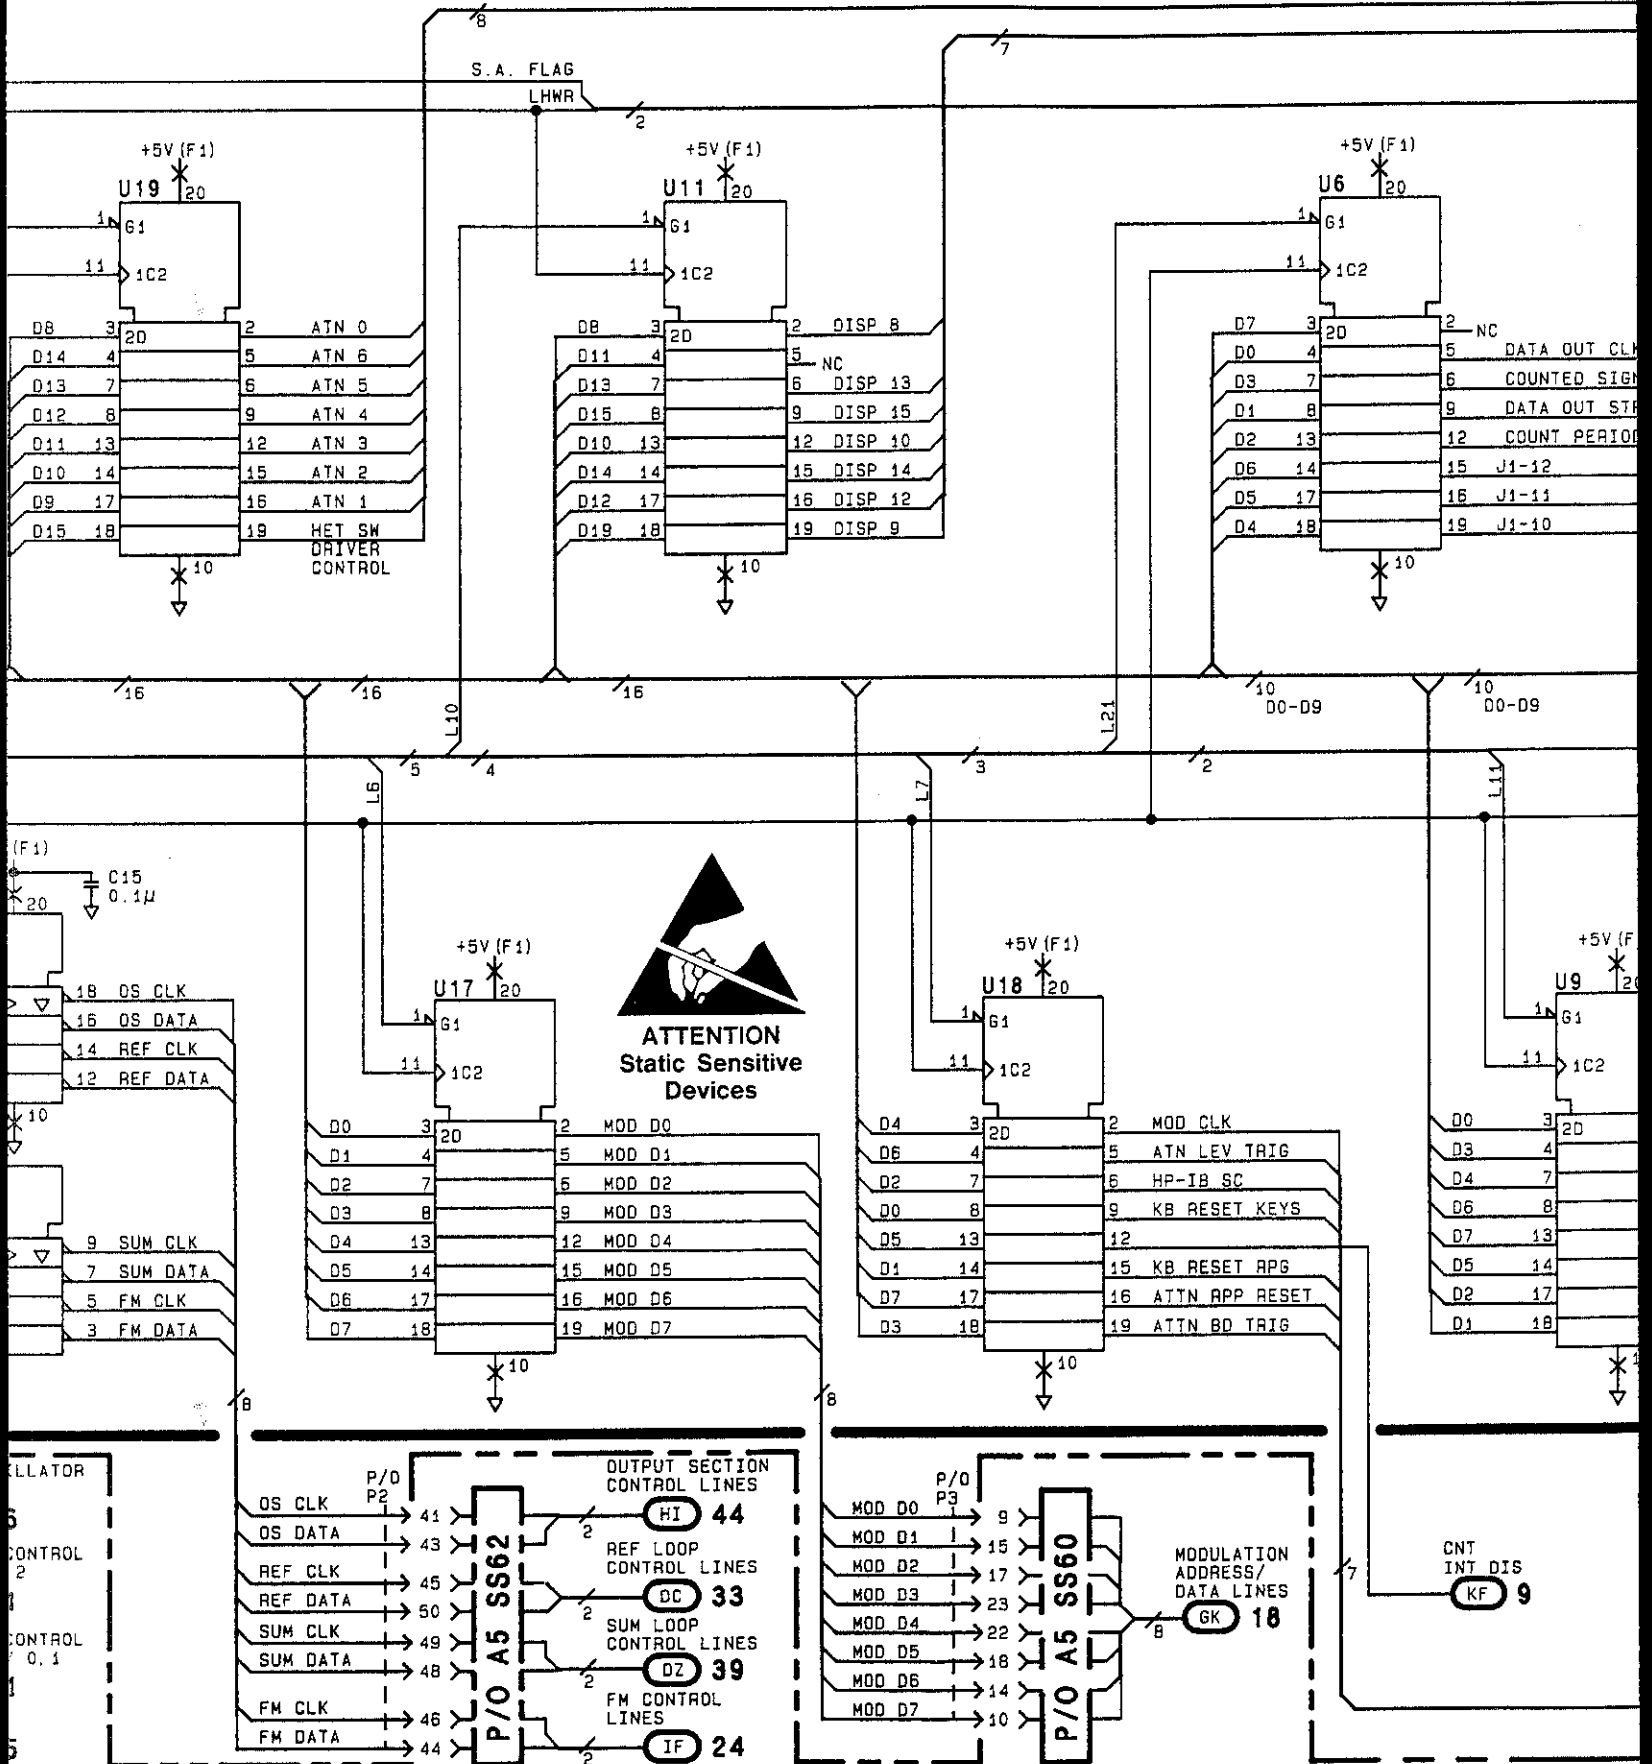 8
7
S.A. FLAG
LHWR
2
+5V (F1)
U19
20
1 G1
11 1C2
D8 3 2D 2 ATN 0
D14 4 5 ATN 6
D13 7 6 ATN 5
D12 8 9 ATN 4
D11 13 12 ATN 3
D10 14 15 ATN 2
D9 17 16 ATN 1
D15 18 19 HET SW
DRIVER
CONTROL
10
+5V (F1)
U11
20
1 G1
11 1C2
D8 3 2D 2 DISP 8
D11 4 5 NC
D13 7 6 DISP 13
D15 8 9 DISP 15
D10 13 12 DISP 10
D14 14 15 DISP 14
D12 17 16 DISP 12
D19 18 19 DISP 9
10
+5V (F1)
U6
20
1 G1
11 1C2
D7 3 2D 2 NC
D0 4 5 DATA OUT CLK
D3 7 6 COUNTED SIGN
D1 8 9 DATA OUT STR
D2 13 12 COUNT PERIOD
D6 14 15 J1-12
D5 17 16 J1-11
D4 18 19 J1-10
10
16
16
16
10
D0-D9
10
D0-D9
L10
L21
5
4
3
2
L6
L7
L11
(F1)
C15
0.1µ
20
18 OS CLK
16 OS DATA
14 REF CLK
12 REF DATA
10
9 SUM CLK
7 SUM DATA
5 FM CLK
3 FM DATA
8
+5V (F1)
U17
20
1 G1
11 1C2
D0 3 2D 2 MOD D0
D1 4 5 MOD D1
D2 7 6 MOD D2
D3 8 9 MOD D3
D4 13 12 MOD D4
D5 14 15 MOD D5
D6 17 16 MOD D6
D7 18 19 MOD D7
10
8
ATTENTION
Static Sensitive
Devices
+5V (F1)
U18
20
1 G1
11 1C2
D4 3 2D 2 MOD CLK
D6 4 5 ATN LEV TRIG
D2 7 6 HP-IB SC
D0 8 9 KB RESET KEYS
D5 13 12
D1 14 15 KB RESET RPG
D7 17 16 ATTN RPP RESET
D3 18 19 ATTN BD TRIG
10
+5V (F
U9
20
1 G1
11 1C2
D0 3 2D
D3 4
D4 7
D6 8
D7 13
D5 14
D2 17
D1 18
1
ELLATOR
CONTROL
2
CONTROL
0.1
P/O
P2
OS CLK 41
OS DATA 43
REF CLK 45
REF DATA 50
SUM CLK 49
SUM DATA 48
FM CLK 46
FM DATA 44
P/O A5 SS62
OUTPUT SECTION
CONTROL LINES
2 HI 44
REF LOOP
CONTROL LINES
2 DC 33
SUM LOOP
CONTROL LINES
2 DZ 39
FM CONTROL
LINES
2 IF 24
P/O
P3
MOD D0 9
MOD D1 15
MOD D2 17
MOD D3 23
MOD D4 22
MOD D5 18
MOD D6 14
MOD D7 10
P/O A5 SS60
MODULATION
ADDRESS/
DATA LINES
8 GK 18
7
CNT
INT DIS
KF 9